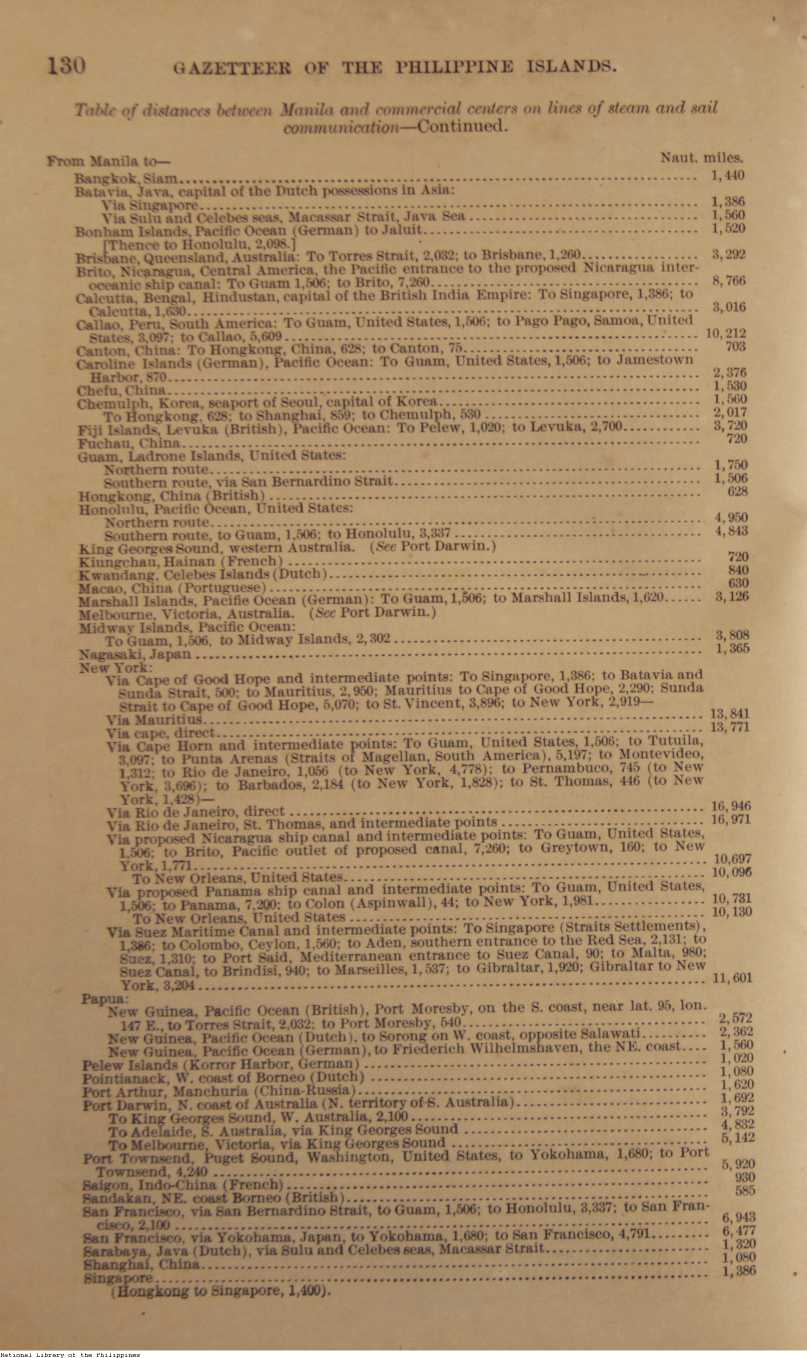 130 GAZETTEER OF THE PHILIPPINE ISLANDS.
Table of distances between Manila and commercial centers on lines of steam and sail
communication—Continued.
From Manila to— Naut. miles.
Bangkok, Siam 1,440
Batavia, Java, capital of the Dutch possessions in Asia:
Via Singapore 1,386
Via Sulu and Celebes seas, Macassar Strait, Java Sea 1,560
Bonham Islands, Pacific Ocean (German) to Jaluit 1,520
[Thence to Honolulu, 2,098.]
Brisbane, Queensland, Australia: To Torres Strait, 2,032; to Brisbane, 1,260 3,292
Brito, Nicaragua, Central America, the Pacific entrance to the proposed Nicaragua inter-
oceanic ship canal: To Guam 1,506; to Brito, 7,260 8,766
Calcutta, Bengal, Hindustan, capital of the British India Empire: To Singapore, 1,386; to
Calcutta, 1,630 3,016
Callao, Peru, South America: To Guam, United States, 1,506; to Pago Pago, Samoa, United
States, 3,097; to Callao, 5,609 10,212
Canton, China: To Hongkong, China, 628; to Canton, 75 703
Caroline Islands (German), Pacific Ocean: To Guam, United States, 1,506; to Jamestown
Harbor, 870 2,376
Chefu, China 1,530
Chemulph, Korea, seaport of Seoul, capital of Korea 1,560
To Hongkong, 628; to Shanghai, 859; to Chemulph, 530 2,017
Fiji Islands, Levuka (British), Pacific Ocean: To Pelew, 1,020; to Levuka, 2,700 3,720
Fuchau, China 720
Guam, Ladrone Islands, United States:
Northern route 1,750
Southern route, via San Bernardino Strait 1,506
Hongkong, China (British) 628
Honolulu, Pacific Ocean, United States:
Northern route 4,950
Southern route, to Guam, 1,506; to Honolulu, 3,337 4,843
King Georges Sound, western Australia. (See Port Darwin.)
Kiungchau, Hainan (French) 720
Kwandang, Celebes Islands (Dutch) 840
Macao, China (Portuguese) 630
Marshall Islands, Pacific Ocean (German): To Guam, 1,506; to Marshall Islands, 1,620 3,126
Melbourne, Victoria, Australia. (See Port Darwin.)
Midway Islands, Pacific Ocean:
To Guam, 1,506, to Midway Islands, 2,302 3,808
Nagasaki, Japan 1,365
New York:
Via Cape of Good Hope and intermediate points: To Singapore, 1,386; to Batavia and
Sunda Strait, 500; to Mauritius, 2,950; Mauritius to Cape of Good Hope, 2,290; Sunda
Strait to Cape of Good Hope, 5,070; to St. Vincent, 3,896; to New York, 2,919—
Via Mauritius 13,841
Via cape, direct 13,771
Via Cape Horn and intermediate points: To Guam, United States, 1,506; to Tutuila,
3,097; to Punta Arenas (Straits of Magellan, South America), 5,197; to Montevideo,
1,312; to Rio de Janeiro, 1,056 (to New York, 4,778); to Pernambuco, 745 (to New
York, 3,696); to Barbados, 2,184 (to New York, 1,828); to St. Thomas, 446 (to New
York, 1,428)—
Via Rio de Janeiro, direct 16,946
Via Rio de Janeiro, St. Thomas, and intermediate points 16,971
Via proposed Nicaragua ship canal and intermediate points: To Guam, United States,
1,506; to Brito, Pacific outlet of proposed canal, 7,260; to Greytown, 160; to New
York, 1,771 10,697
To New Orleans, United States 10,096
Via proposed Panama ship canal and intermediate points: To Guam, United States,
1,506; to Panama, 7,200; to Colon (Aspinwall), 44; to New York, 1,981 10,731
To New Orleans, United States 10,130
Via Suez Maritime Canal and intermediate points: To Singapore (Straits Settlements),
1,386; to Colombo, Ceylon, 1,560; to Aden, southern entrance to the Red Sea, 2,131; to
Suez, 1,310; to Port Said, Mediterranean entrance to Suez Canal, 90; to Malta, 980;
Suez Canal, to Brindisi, 940; to Marseilles, 1,537; to Gibraltar, 1,920; Gibraltar to New
York, 3,204 11,601
Papua:
New Guinea, Pacific Ocean (British), Port Moresby, on the S. coast, near lat. 95, lon.
147 E., to Torres Strait, 2,032; to Port Moresby, 540 2,572
New Guinea, Pacific Ocean (Dutch), to Sorong on W. coast, opposite Salawati 2,362
New Guinea, Pacific Ocean (German), to Friederich Wilhelmshaven, the NE. coast 1,560
Pelew Islands (Korror Harbor, German) 1,020
Pointianack, W. coast of Borneo (Dutch) 1,080
Port Arthur, Manchuria (China-Russia) 1,620
Port Darwin, N. coast of Australia (N. territory of S. Australia) 1,692
To King Georges Sound, W. Australia, 2,100 3,792
To Adelaide, S. Australia, via King Georges Sound 4,832
To Melbourne, Victoria, via King Georges Sound 5,142
Port Townsend, Puget Sound, Washington, United States, to Yokohama, 1,680; to Port
Townsend, 4,240 5,920
Saigon, Indo-China (French) 930
Sandakan, NE. coast Borneo (British) 585
San Francisco, via San Bernardino Strait, to Guam, 1,506; to Honolulu, 3,337; to San Fran-
cisco, 2,100 6,943
San Francisco, via Yokohama, Japan, to Yokohama, 1,680; to San Francisco, 4,791 6,477
Sarabaya, Java (Dutch), via Sulu and Celebes seas, Macassar Strait 1,320
Shanghai, China 1,080
Singapore 1,386
(Hongkong to Singapore, 1,400).
National Library of the Philippines